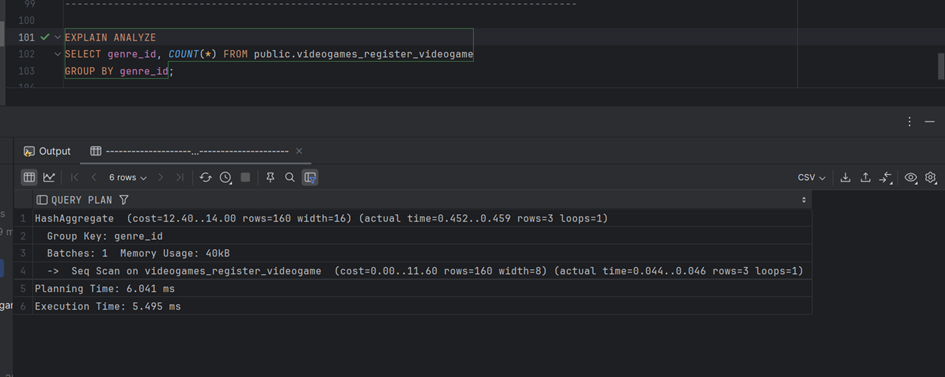 99 --------------------------------------------------------------------------------
100
101 EXPLAIN ANALYZE
102 SELECT genre_id, COUNT(*) FROM public.videogames_register_videogame
103 GROUP BY genre_id;
Output --------------------...-------------------- ×
6 rows CSV
QUERY PLAN
1 HashAggregate  (cost=12.40..14.00 rows=160 width=16) (actual time=0.452..0.459 rows=3 loops=1)
2   Group Key: genre_id
3   Batches: 1  Memory Usage: 40kB
4   ->  Seq Scan on videogames_register_videogame  (cost=0.00..11.60 rows=160 width=8) (actual time=0.044..0.046 rows=3 loops=1)
5 Planning Time: 6.041 ms
6 Execution Time: 5.495 ms